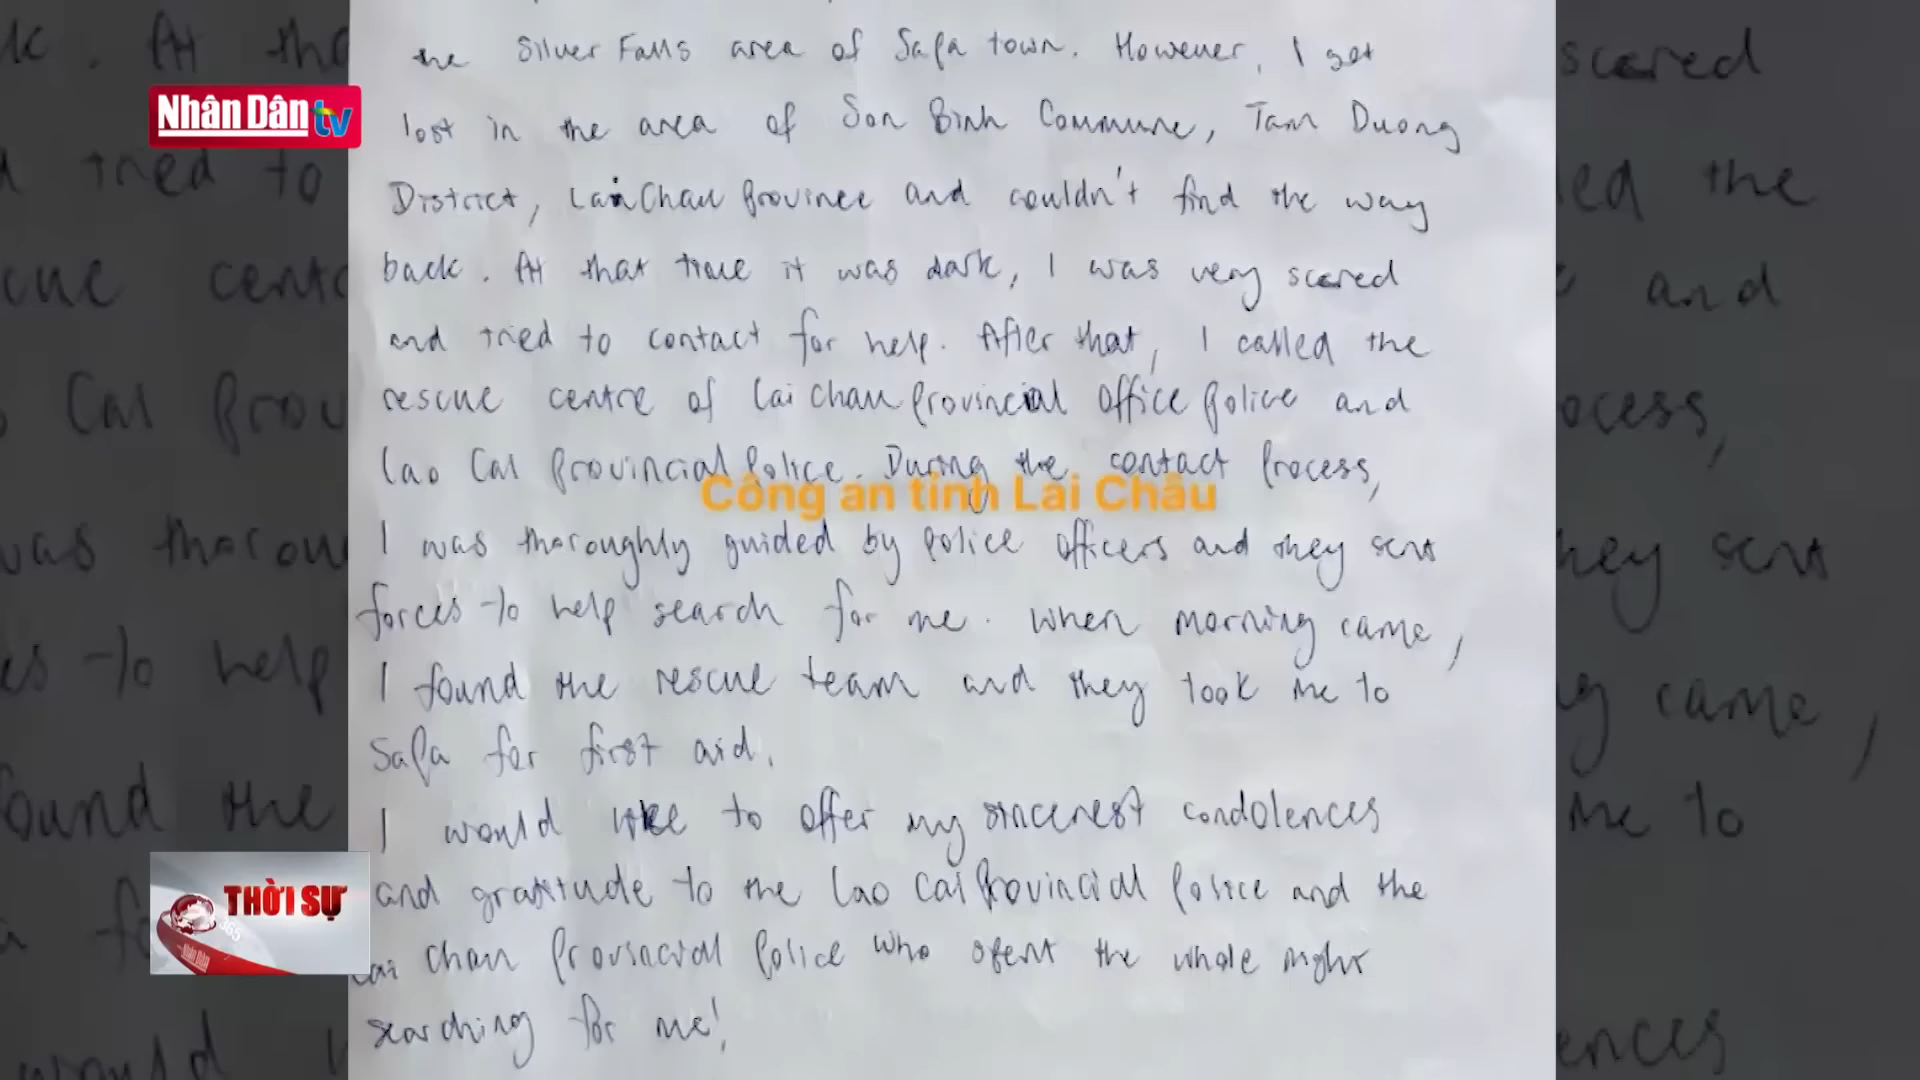 the Silver Falls area of Sapa town. However, I get
lost in the area of Son Binh Commune, Tam Duong
District, Lai Chau Province and couldn't find the way
back. At that time it was dark, I was very scared
and tried to contact for help. After that, I called the
rescue centre of Lai Chau Provincial Office Police and
Lao Cai Provincial Police. During the contact Process,
Công an tỉnh Lai Châu
I was thoroughly guided by police officers and they sent
forces to help search for me. When morning came,
I found the rescue team and they took me to
Sapa for first aid.
I would like to offer my sincerest condolences
and gratitude to the Lao Cai Provincial Police and the
Lai Chau Provincial Police who spent the whole night
searching for me!
Nhân Dân tv
THỜI SỰ
365
NHÂN DÂN